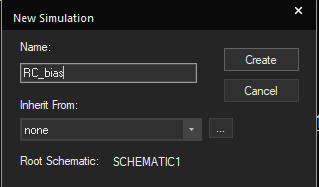 New Simulation
Name:
RC_bias
Create
Cancel
Inherit From:
none
...
Root Schematic: SCHEMATIC1